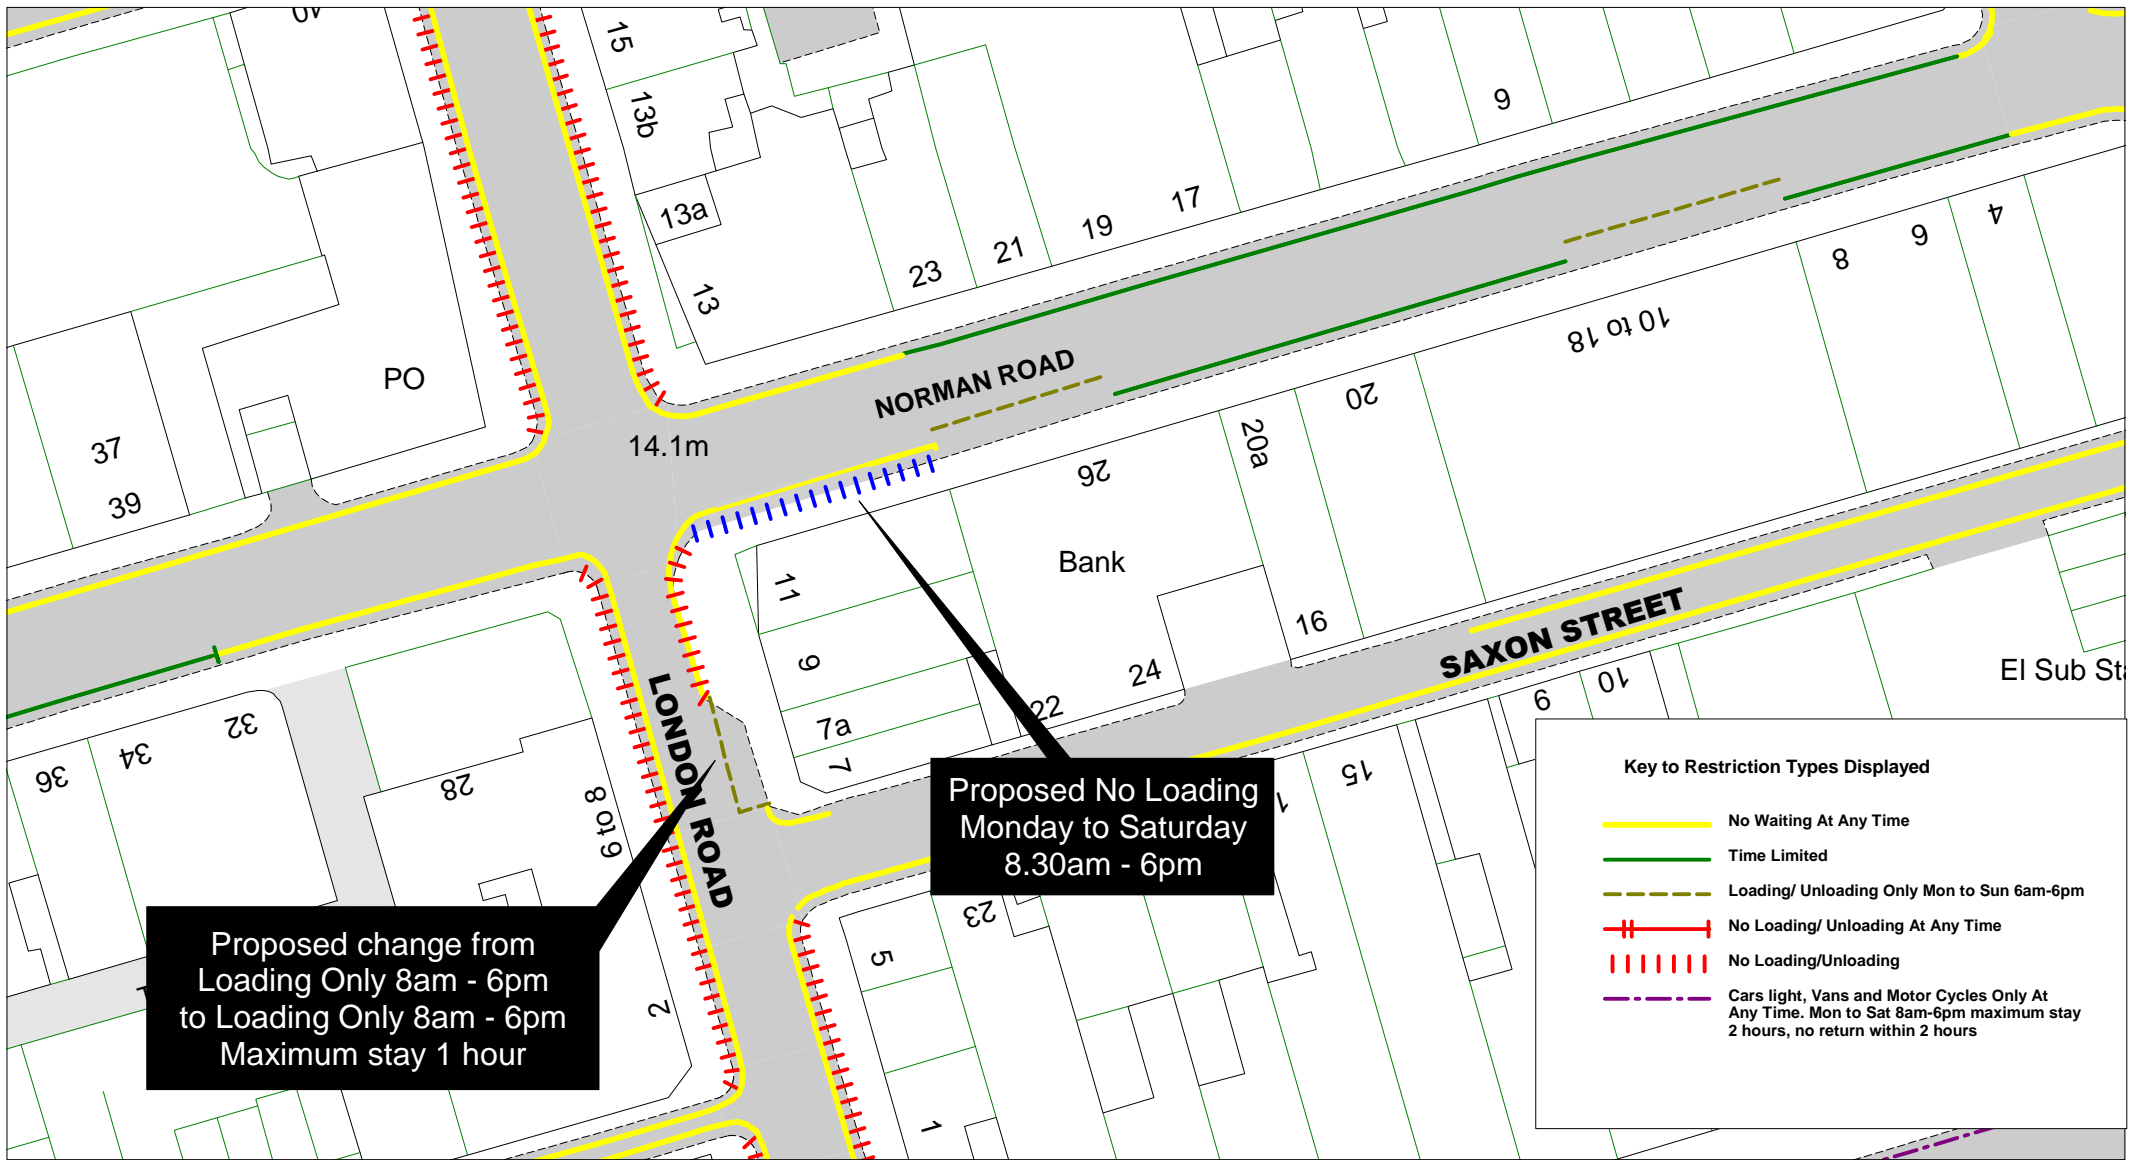 40
15
13b
13a
13
23
21
19
17
9
PO
37
39
14.1m
NORMAN ROAD
4
6
8
10 to 18
20
20a
26
Bank
11
9
7a
7
22
24
16
SAXON STREET
El Sub Sta
9
10
15
1
36
34
32
28
8 to 9
LONDON ROAD
2
5
23
1
Proposed No Loading
Monday to Saturday
8.30am - 6pm
Proposed change from
Loading Only 8am - 6pm
to Loading Only 8am - 6pm
Maximum stay 1 hour
Key to Restriction Types Displayed
No Waiting At Any Time
Time Limited
Loading/ Unloading Only Mon to Sun 6am-6pm
No Loading/ Unloading At Any Time
No Loading/Unloading
Cars light, Vans and Motor Cycles Only At
Any Time. Mon to Sat 8am-6pm maximum stay
2 hours, no return within 2 hours